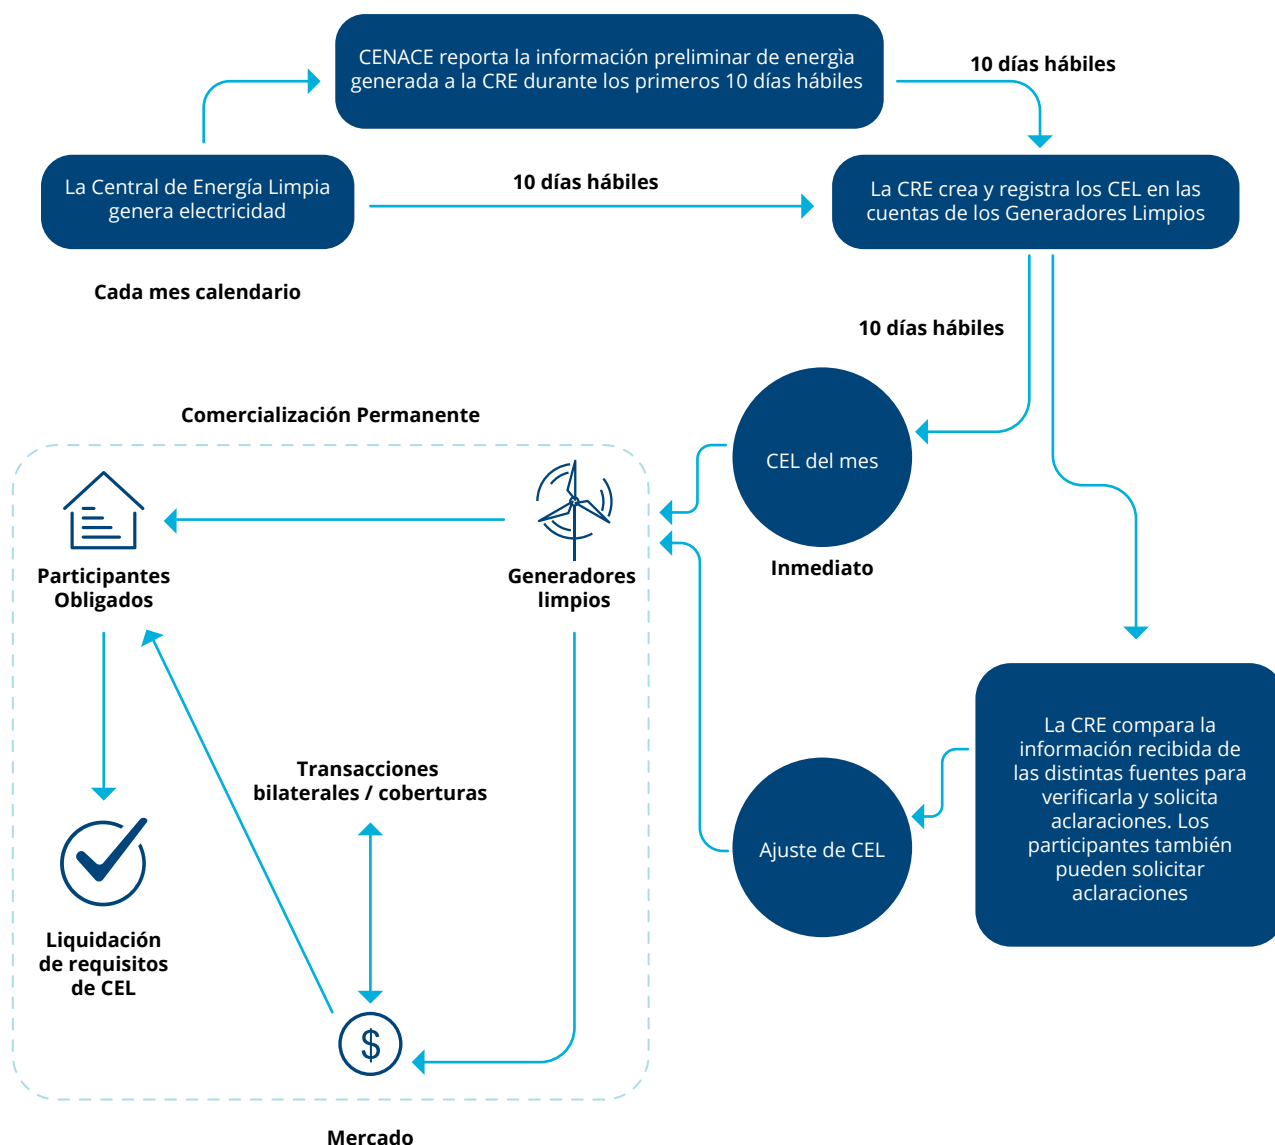 CENACE reporta la información preliminar de energìa
generada a la CRE durante los primeros 10 días hábiles
10 días hábiles
La Central de Energía Limpia
genera electricidad
10 días hábiles
La CRE crea y registra los CEL en las
cuentas de los Generadores Limpios
Cada mes calendario
10 días hábiles
Comercialización Permanente
CEL del mes
Inmediato
Participantes
Obligados
Generadores
limpios
Transacciones
bilaterales / coberturas
Ajuste de CEL
La CRE compara la
información recibida de
las distintas fuentes para
verificarla y solicita
aclaraciones. Los
participantes también
pueden solicitar
aclaraciones
Liquidación
de requisitos
de CEL
$
Mercado